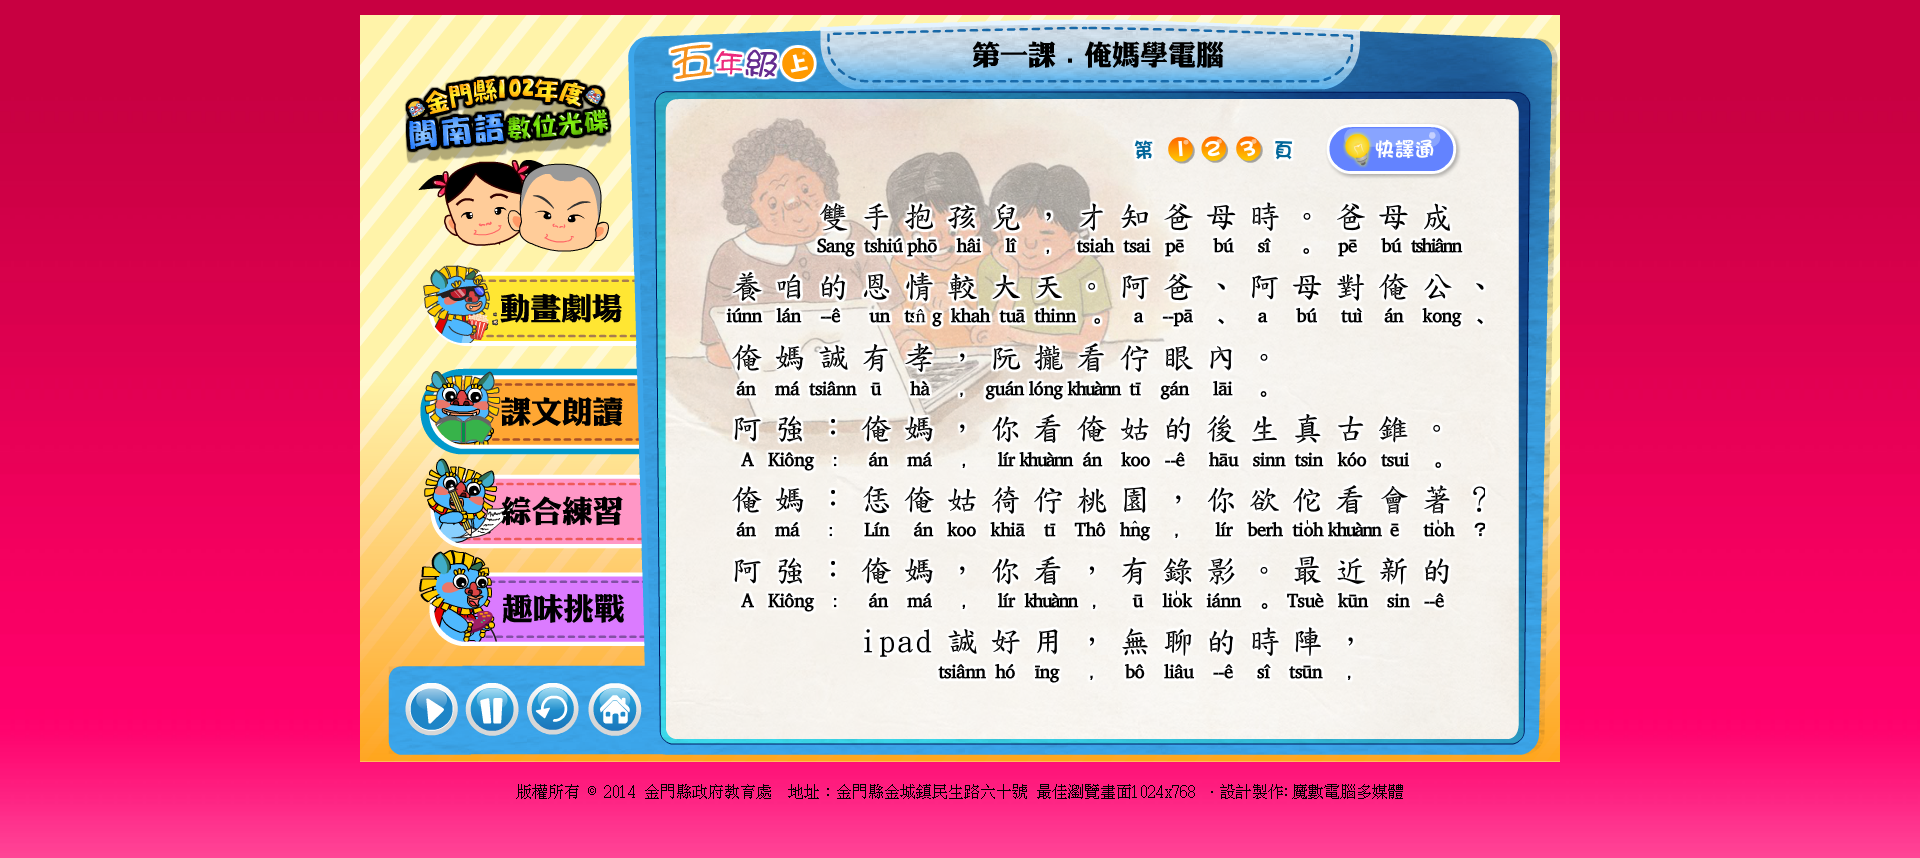 五年級上
第一課．俺媽學電腦
金門縣102年度
閩南語數位光碟
第 1 2 3 頁
快譯通
動畫劇場
課文朗讀
綜合練習
趣味挑戰
雙手抱孩兒，才知爸母時。爸母成
Sang tshiú phō hâi lî , tsiah tsai pē bú sî 。 pē bú tshiânn
養咱的恩情較大天。阿爸、阿母對俺公、
iúnn lán --ê un tsn̂g khah tuā thinn 。 a --pā 、 a bú tuì án kong 、
俺媽誠有孝，阮攏看佇眼內。
án má tsiânn ū hà , guán lóng khuànn tī gán lāi 。
阿強：俺媽，你看俺姑的後生真古錐。
A Kiông : án má , lír khuànn án koo --ê hāu sinn tsin kóo tsui 。
俺媽：恁俺姑徛佇桃園，你欲佗看會著？
án má : Lín án koo khiā tī Thô hn̂g , lír berh tio̍h khuànn ē tio̍h ?
阿強：俺媽，你看，有錄影。最近新的
A Kiông : án má , lír khuànn , ū lio̍k iánn 。 Tsuè kūn sin --ê
ipad誠好用，無聊的時陣，
tsiânn hó īng , bô liâu --ê sî tsūn ,
版權所有 © 2014 金門縣政府教育處 地址：金門縣金城鎮民生路六十號 最佳瀏覽畫面1024x768 ．設計製作:魔數電腦多媒體